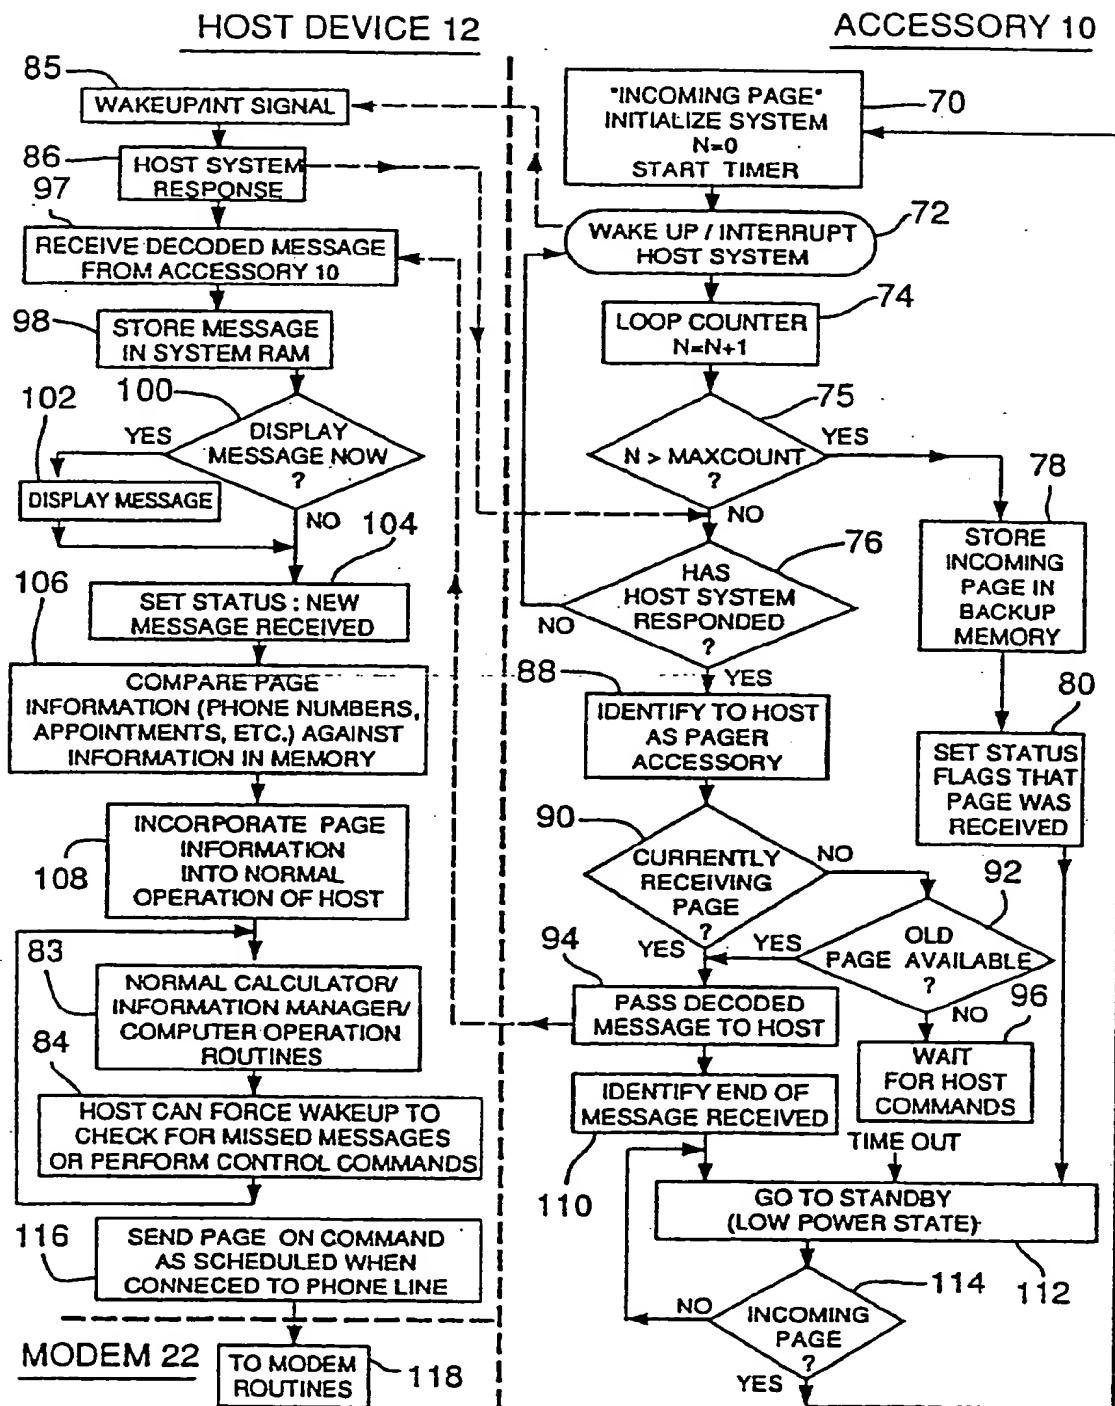 HOST DEVICE 12
85
WAKEUP/INT SIGNAL
86
HOST SYSTEM
RESPONSE
97
RECEIVE DECODED MESSAGE
FROM ACCESSORY 10
98
STORE MESSAGE
IN SYSTEM RAM
100
102
YES
DISPLAY
MESSAGE NOW
?
DISPLAY MESSAGE
NO
104
106
SET STATUS : NEW
MESSAGE RECEIVED
COMPARE PAGE
INFORMATION (PHONE NUMBERS,
APPOINTMENTS, ETC.) AGAINST
INFORMATION IN MEMORY
108
INCORPORATE PAGE
INFORMATION
INTO NORMAL
OPERATION OF HOST
83
NORMAL CALCULATOR/
INFORMATION MANAGER/
COMPUTER OPERATION
ROUTINES
84
HOST CAN FORCE WAKEUP TO
CHECK FOR MISSED MESSAGES
OR PERFORM CONTROL COMMANDS
116
SEND PAGE ON COMMAND
AS SCHEDULED WHEN
CONNECED TO PHONE LINE
MODEM 22
TO MODEM
ROUTINES
118
ACCESSORY 10
"INCOMING PAGE"
INITIALIZE SYSTEM
N=0
START TIMER
70
WAKE UP / INTERRUPT
HOST SYSTEM
72
LOOP COUNTER
N=N+1
74
75
N > MAXCOUNT
?
YES
NO
78
STORE
INCOMING
PAGE IN
BACKUP
MEMORY
76
HAS
HOST SYSTEM
RESPONDED
?
NO
YES
80
SET STATUS
FLAGS THAT
PAGE WAS
RECEIVED
88
IDENTIFY TO HOST
AS PAGER
ACCESSORY
90
CURRENTLY
RECEIVING
PAGE
?
NO
YES
92
OLD
PAGE AVAILABLE
?
YES
NO
94
PASS DECODED
MESSAGE TO HOST
96
WAIT
FOR HOST
COMMANDS
IDENTIFY END OF
MESSAGE RECEIVED
110
TIME OUT
GO TO STANDBY
(LOW POWER STATE)
112
114
INCOMING
PAGE
?
NO
YES